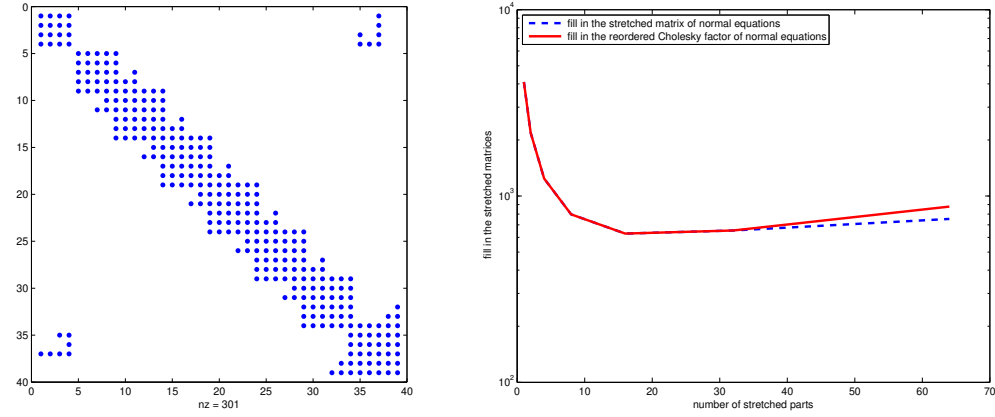 0
5
10
15
20
25
30
35
40
0 5 10 15 20 25 30 35 40
nz = 301
fill in the stretched matrix of normal equations
fill in the reordered Cholesky factor of normal equations
fill in the stretched matrices
10^4
10^3
10^2
0 10 20 30 40 50 60 70
number of stretched parts